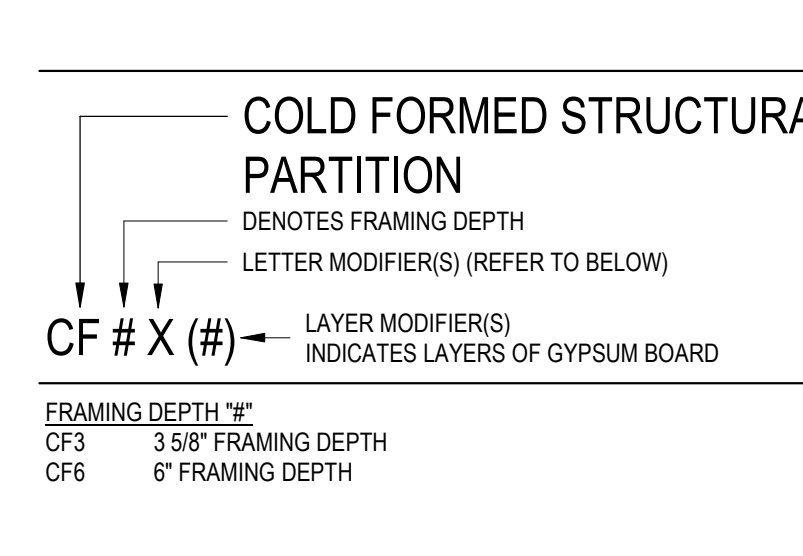 COLD FORMED STRUCTURA
PARTITION
DENOTES FRAMING DEPTH
LETTER MODIFIER(S) (REFER TO BELOW)
CF # X (#)
LAYER MODIFIER(S)
INDICATES LAYERS OF GYPSUM BOARD
FRAMING DEPTH "#"
CF3 3 5/8" FRAMING DEPTH
CF6 6" FRAMING DEPTH